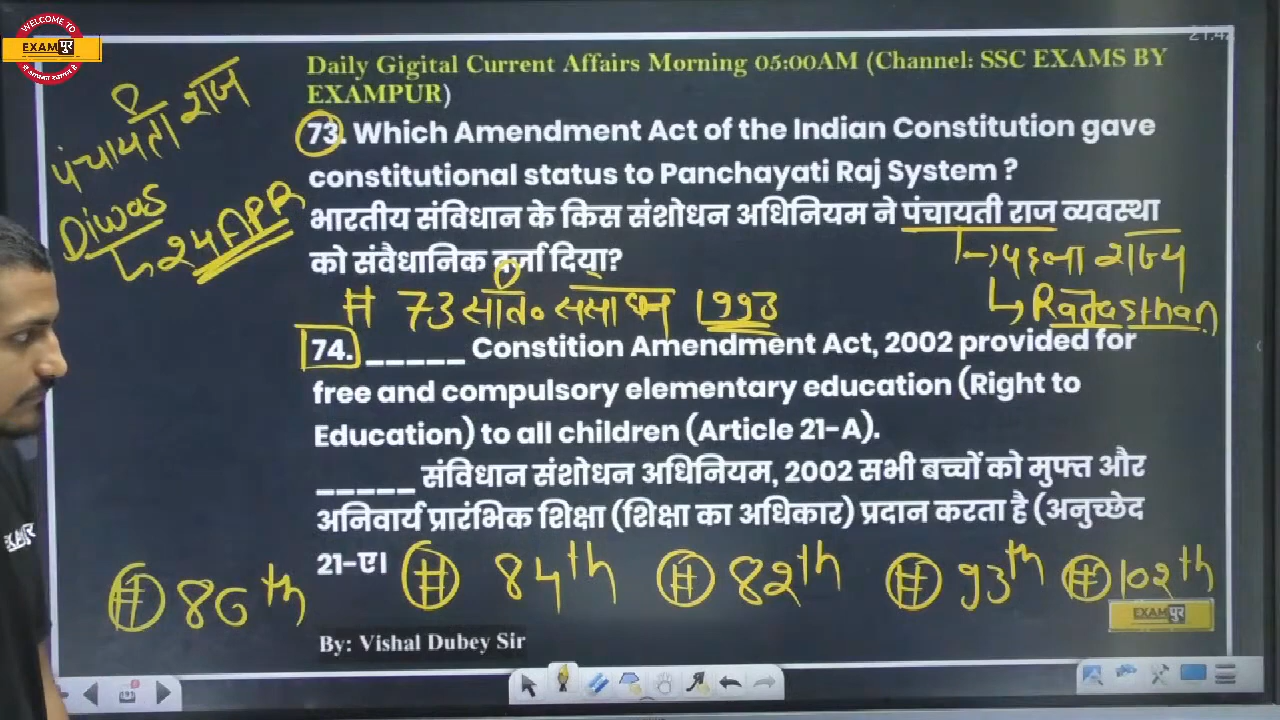 WELCOME TO
EXAMपुर
21:42
Daily Gigital Current Affairs Morning 05:00AM (Channel: SSC EXAMS BY
EXAMPUR)
पंचायती राज
Diwas
↳ 24 APR
73. Which Amendment Act of the Indian Constitution gave
constitutional status to Panchayati Raj System ?
भारतीय संविधान के किस संशोधन अधिनियम ने पंचायती राज व्यवस्था
को संवैधानिक दर्जा दिया?
↳ पहला राज्य
↳ Rajasthan
# 73 1993
74. _____ Constition Amendment Act, 2002 provided for
free and compulsory elementary education (Right to
Education) to all children (Article 21-A).
_____ संविधान संशोधन अधिनियम, 2002 सभी बच्चों को मुफ्त और
अनिवार्य प्रारंभिक शिक्षा (शिक्षा का अधिकार) प्रदान करता है (अनुच्छेद
21-ए।
# 86th # 84th # 82th # 93th # 102th
EXAMपुर
By: Vishal Dubey Sir